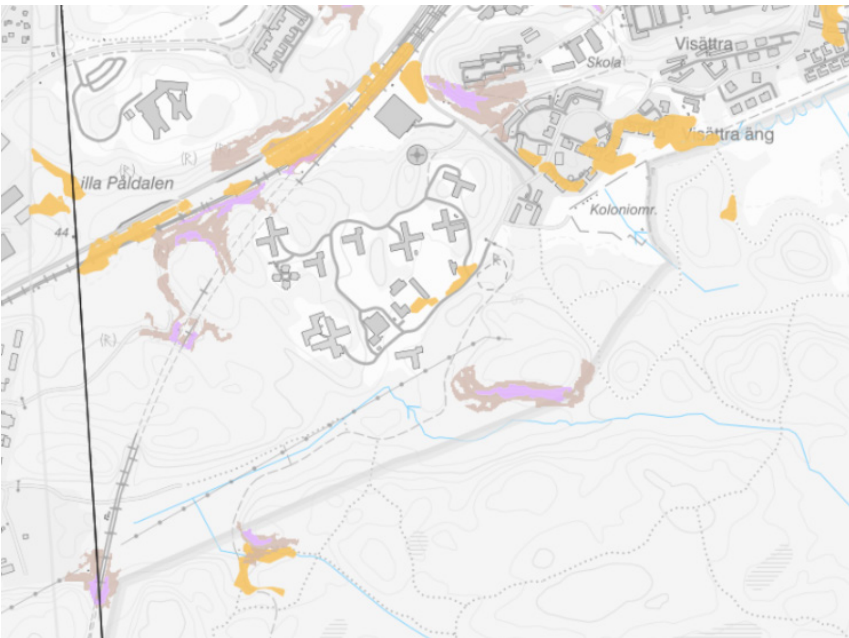 Skola
Visättra
Visättra äng
(R)
(R)
illa Påldalen
Koloniomr.
44
R
(R)